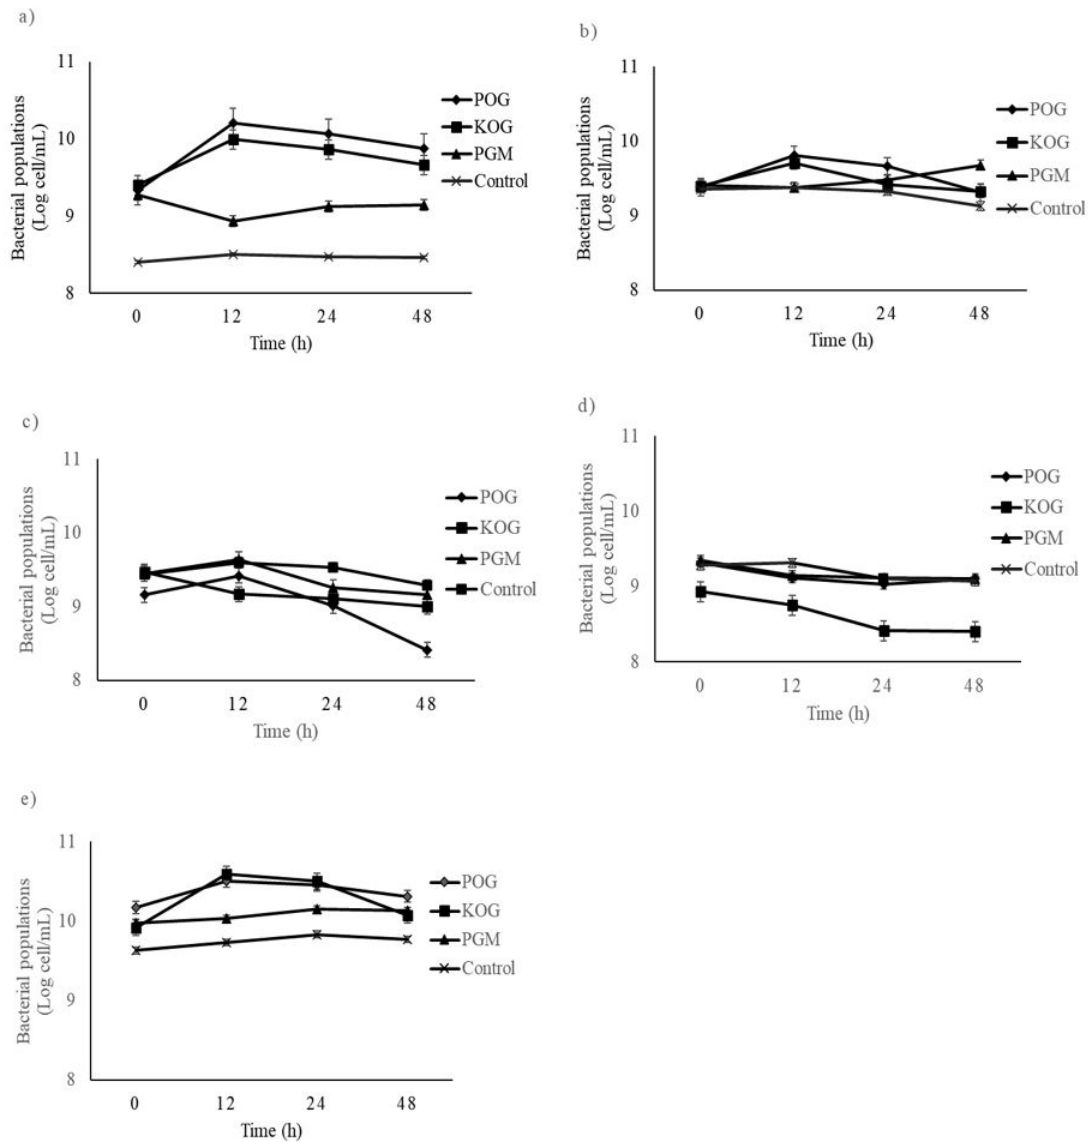 a)
Bacterial populations
(Log cell/mL)
11
10
9
8
0 12 24 48
Time (h)
POG
KOG
PGM
Control
b)
Bacterial populations
(Log cell/mL)
11
10
9
8
0 12 24 48
Time (h)
POG
KOG
PGM
Control
c)
Bacterial populations
(Log cell/mL)
11
10
9
8
0 12 24 48
Time (h)
POG
KOG
PGM
Control
d)
Bacterial populations
(Log cell/mL)
11
10
9
8
0 12 24 48
Time (h)
POG
KOG
PGM
Control
e)
Bacterial populations
(Log cell/mL)
11
10
9
8
0 12 24 48
Time (h)
POG
KOG
PGM
Control